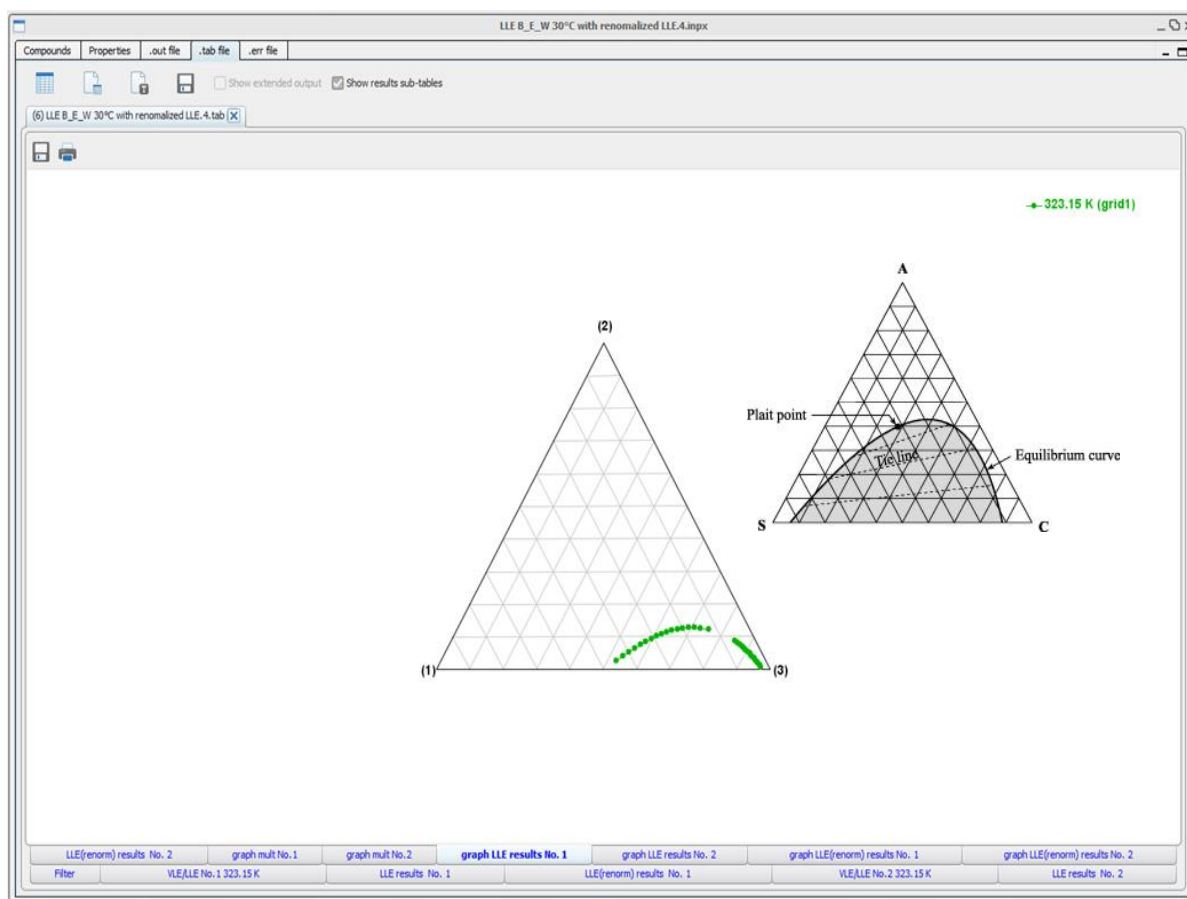 LLE B_E_W 30°C with renomalized LLE.4.inpx
Compounds Properties .out file .tab file .err file
Show extended output Show results sub-tables
(6) LLE B_E_W 30°C with renomalized LLE.4.tab
323.15 K (grid1)
A
(2)
Plait point
Tie line
Equilibrium curve
S C
(1) (3)
LLE(renorm) results No. 2 graph mult No.1 graph mult No.2 graph LLE results No. 1 graph LLE results No. 2 graph LLE(renorm) results No. 1 graph LLE(renorm) results No. 2
Filter VLE/LLE No.1 323.15 K LLE results No. 1 LLE(renorm) results No. 1 VLE/LLE No.2 323.15 K LLE results No. 2